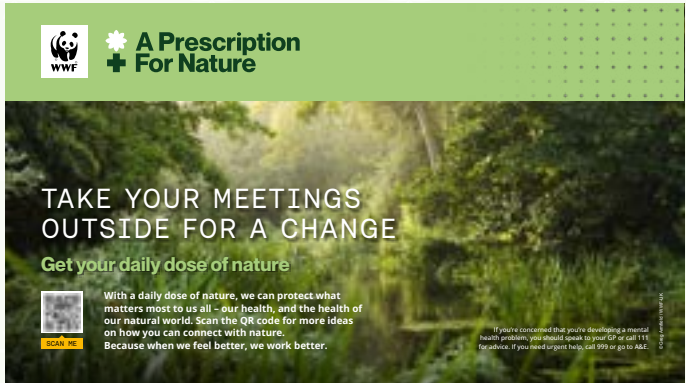 WWF
A Prescription
For Nature
TAKE YOUR MEETINGS
OUTSIDE FOR A CHANGE
Get your daily dose of nature
With a daily dose of nature, we can protect what
matters most to us all – our health, and the health of
our natural world. Scan the QR code for more ideas
on how you can connect with nature.
Because when we feel better, we work better.
SCAN ME
If you're concerned that you're developing a mental
health problem, you should speak to your GP or call 111
for advice. If you need urgent help, call 999 or go to A&E.